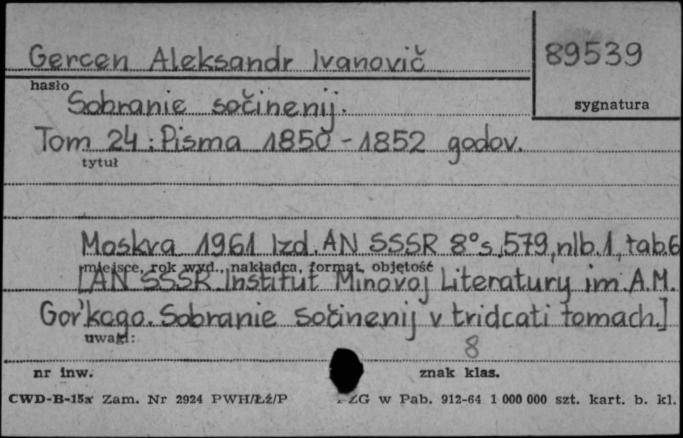 Gercen Aleksandr Ivanovič
89539
hasło
sygnatura
Sobranie sočinenij.
Tom 24 : Pisma 1850 - 1852 godov.
tytuł
Moskva 1961 Izd. AN SSSR 8° s. 579, nlb. 1, tab. 6
miejsce, rok wyd., nakładca, format, objętość
[AN SSSR. Institut Mirovoj Literatury im. A.M.
Gor'kogo. Sobranie sočinenij v tridcati tomach.]
uwagi:
8
nr inw.
znak klas.
CWD-B-15a Zam. Nr 2924 PWH/Łź/P
ZG w Pab. 912-64 1 000 000 szt. kart. b. kl.